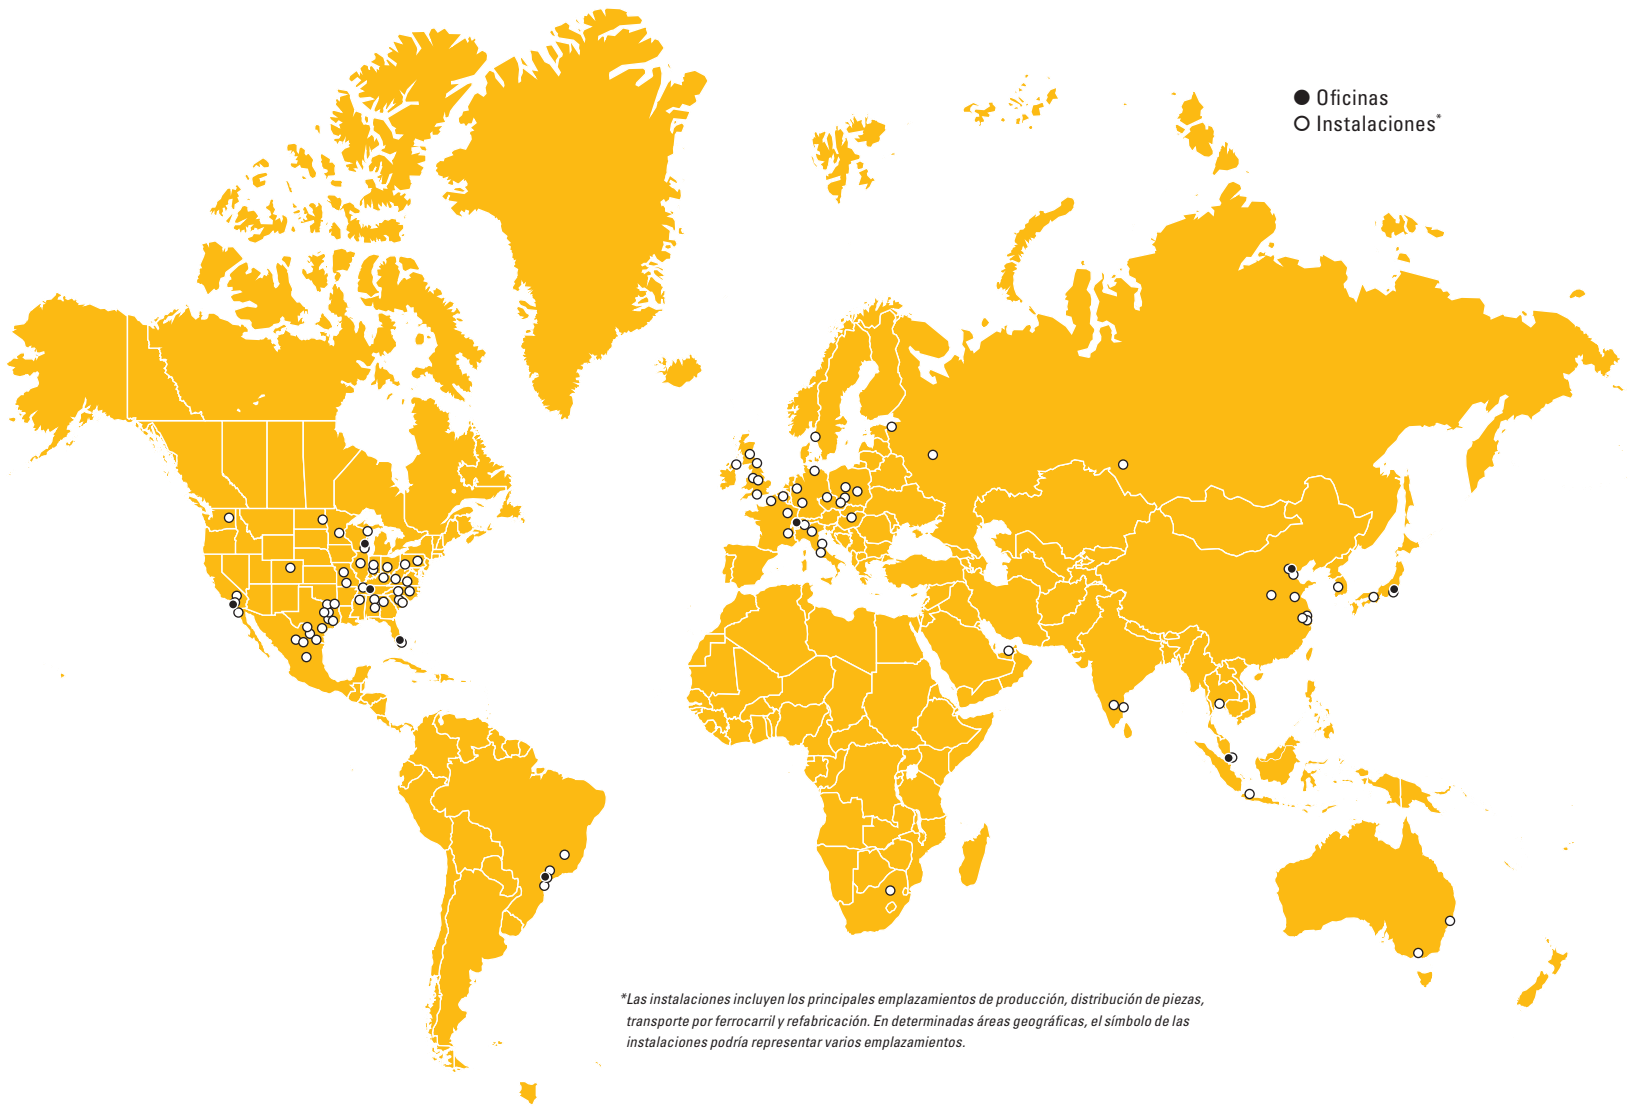 Oficinas
Instalaciones*
*Las instalaciones incluyen los principales emplazamientos de producción, distribución de piezas,
transporte por ferrocarril y refabricación. En determinadas áreas geográficas, el símbolo de las
instalaciones podría representar varios emplazamientos.